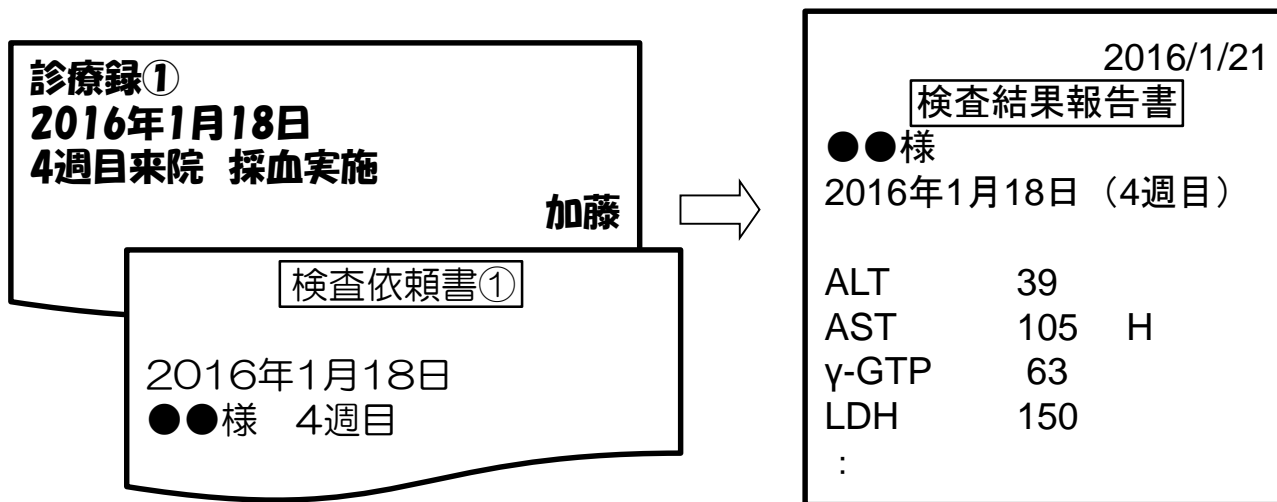 診療録①
2016年1月18日
4週目来院 採血実施
加藤
検査依頼書①
2016年1月18日
●●様 4週目
2016/1/21
検査結果報告書
●●様
2016年1月18日（4週目）
ALT 39
AST 105 H
γ-GTP 63
LDH 150
: